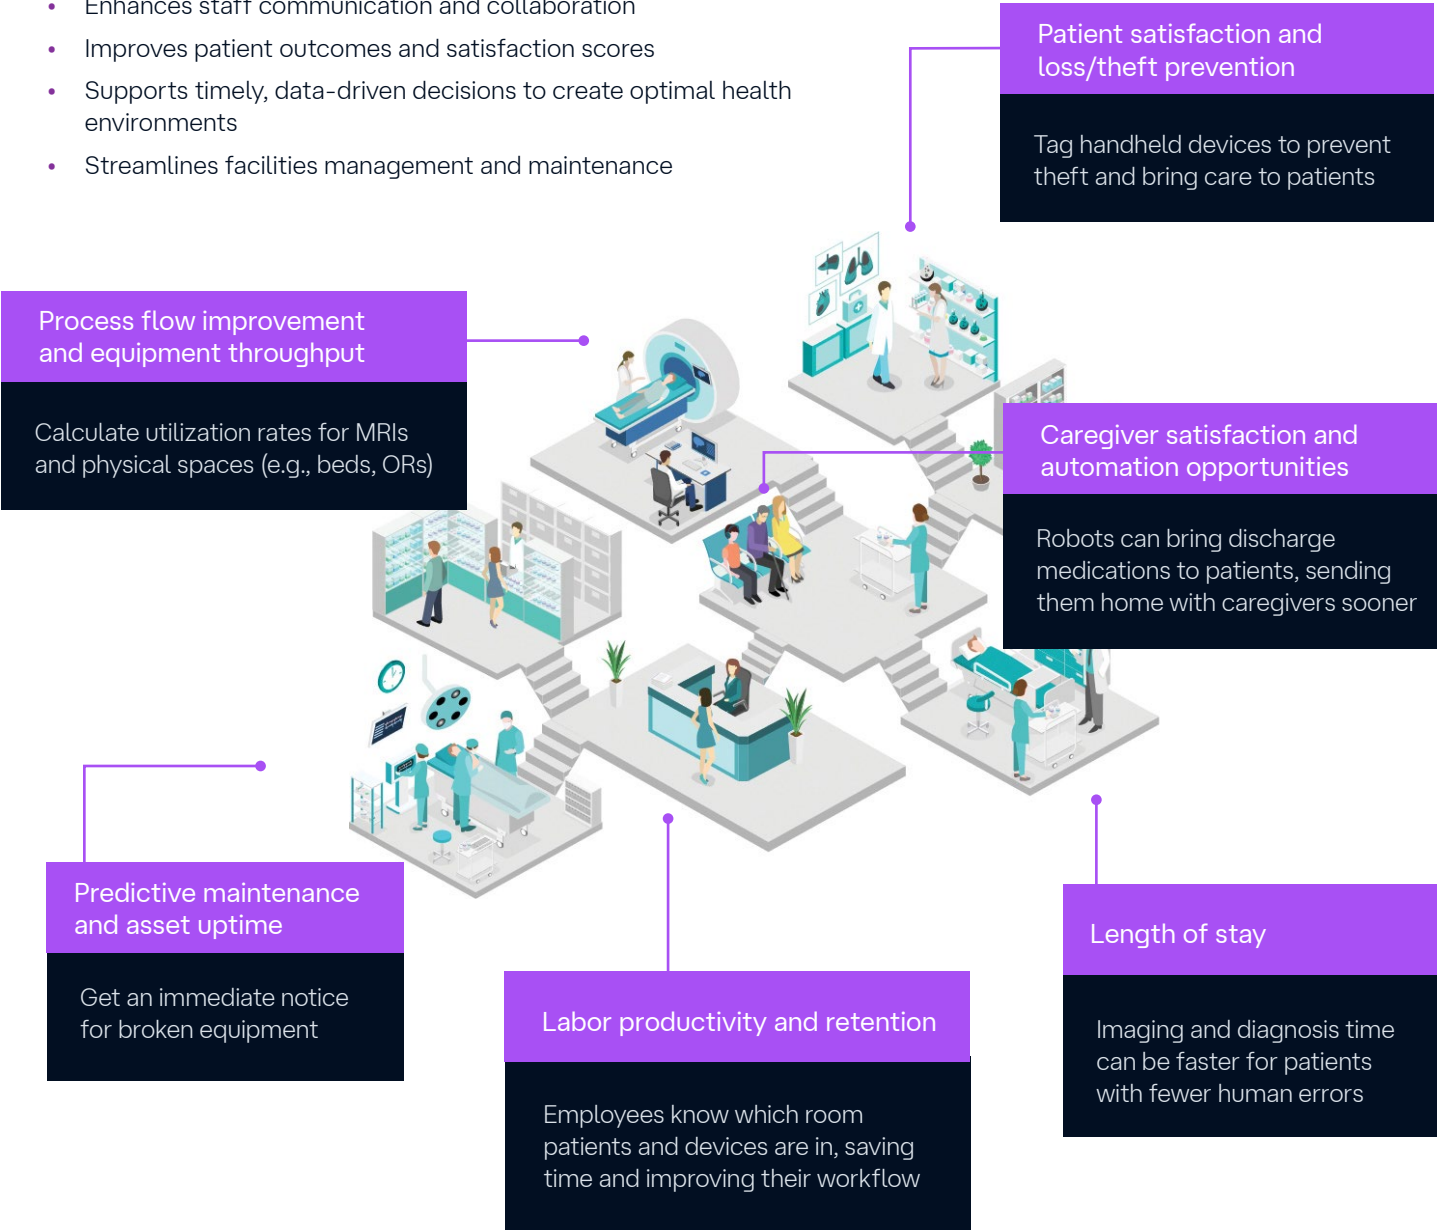 • Enhances staff communication and collaboration
• Improves patient outcomes and satisfaction scores
• Supports timely, data-driven decisions to create optimal health
environments
• Streamlines facilities management and maintenance
Patient satisfaction and
loss/theft prevention
Tag handheld devices to prevent
theft and bring care to patients
Process flow improvement
and equipment throughput
Calculate utilization rates for MRIs
and physical spaces (e.g., beds, ORs)
Caregiver satisfaction and
automation opportunities
Robots can bring discharge
medications to patients, sending
them home with caregivers sooner
Predictive maintenance
and asset uptime
Get an immediate notice
for broken equipment
Labor productivity and retention
Employees know which room
patients and devices are in, saving
time and improving their workflow
Length of stay
Imaging and diagnosis time
can be faster for patients
with fewer human errors